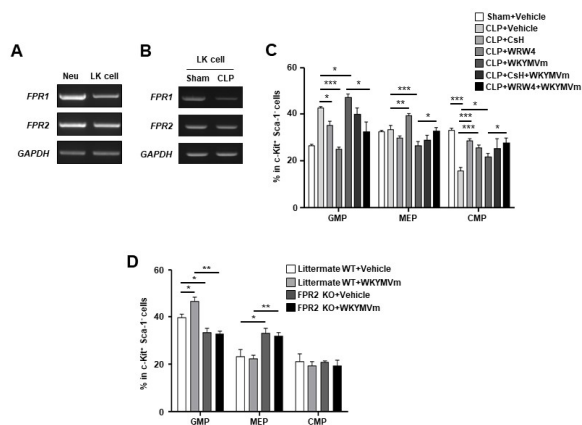 A
Neu LK cell
FPR1
FPR2
GAPDH
B
LK cell
Sham CLP
FPR1
FPR2
GAPDH
C
Sham+Vehicle
CLP+Vehicle
CLP+CsH
CLP+WRW4
CLP+WKYMVm
CLP+CsH+WKYMVm
CLP+WRW4+WKYMVm
% in c-Kit⁺ Sca-1⁻ cells
60
40
20
0
*
***
*
***
**
*
***
*
***
***
*
*
GMP MEP CMP
D
Littermate WT+Vehicle
Littermate WT+WKYMVm
FPR2 KO+Vehicle
FPR2 KO+WKYMVm
% in c-Kit⁺ Sca-1⁻ cells
60
40
20
0
**
*
*
**
*
GMP MEP CMP